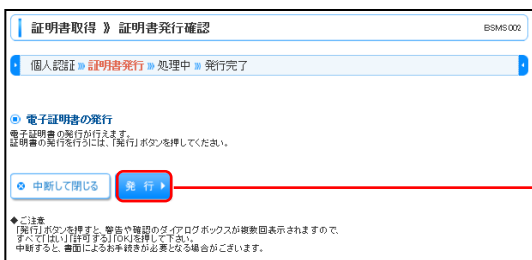 証明書取得 》 証明書発行確認
BSMS002
個人認証 » 証明書発行 » 処理中 » 発行完了
電子証明書の発行
電子証明書の発行が行えます。
証明書の発行を行うには、「発行」ボタンを押してください。
中断して閉じる
発 行
◆ご注意
「発行」ボタンを押すと、警告や確認のダイアログボックスが複数回表示されますので、
すべて「はい」「許可する」「OK」を押して下さい。
中断すると、書面によるお手続きが必要となる場合がございます。